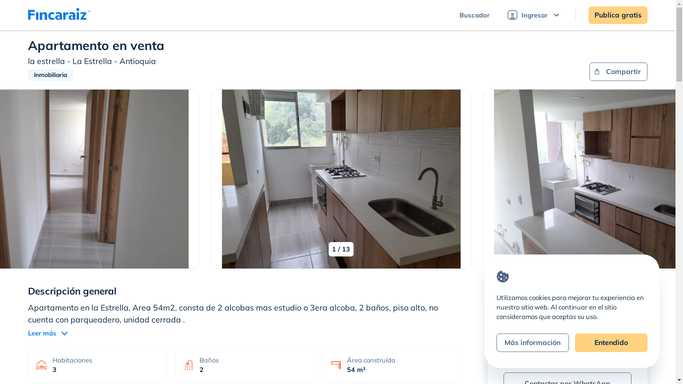 Fincaraiz
Buscador
Ingresar
Publica gratis
Apartamento en venta
la estrella - La Estrella - Antioquia
Inmobiliaria
Compartir
1 / 13
Descripción general
Apartamento en la Estrella, Area 54m2, consta de 2 alcobas mas estudio o 3era alcoba, 2 baños, piso alto, no
cuenta con parqueadero, unidad cerrada .
Leer más
Habitaciones
3
Baños
2
Área construída
54 m²
Utilizamos cookies para mejorar tu experiencia en
nuestro sitio web. Al continuar en el sitio
consideramos que aceptas su uso.
Más información
Entendido
Contactar por WhatsApp